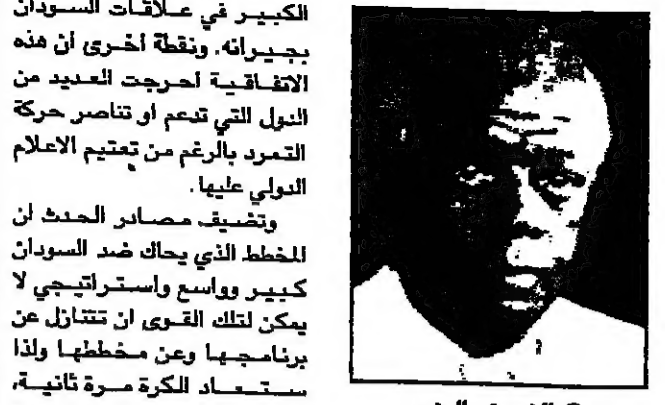 الكبير في علاقات السودان
بجيرانه. ونقطة أخرى ان هذه
الاتفاقية احرجت العديد من
الدول التي تدعم او تناصر حركة
التمرد بالرغم من تعتيم الاعلام
الدولي عليها.
وتضيف مصادر الحدث ان
المخطط الذي يحاك ضد السودان
كبير وواسع واستراتيجي لا
يمكن لتلك القوى ان تتنازل عن
برنامجها وعن مخططها ولذا
ستعاد الكرة مرة ثانية،